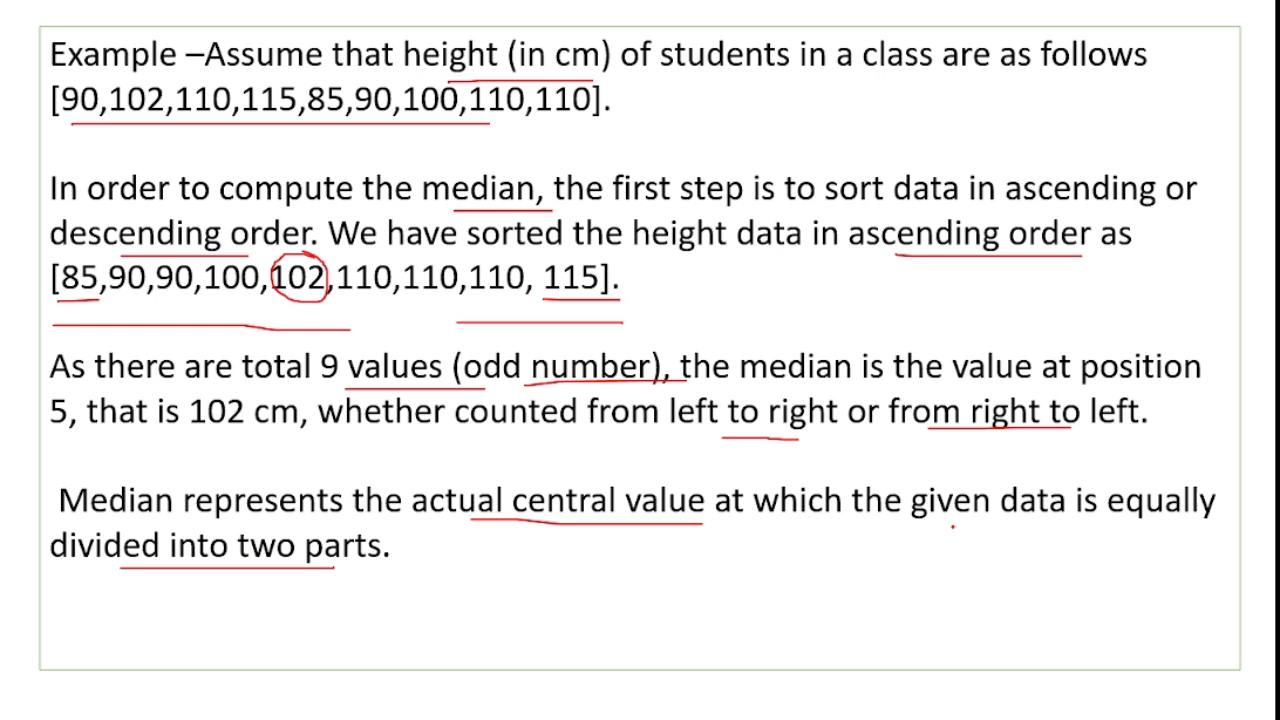 Example –Assume that height (in cm) of students in a class are as follows
[90,102,110,115,85,90,100,110,110].
In order to compute the median, the first step is to sort data in ascending or
descending order. We have sorted the height data in ascending order as
[85,90,90,100,102,110,110,110, 115].
As there are total 9 values (odd number), the median is the value at position
5, that is 102 cm, whether counted from left to right or from right to left.
Median represents the actual central value at which the given data is equally
divided into two parts.